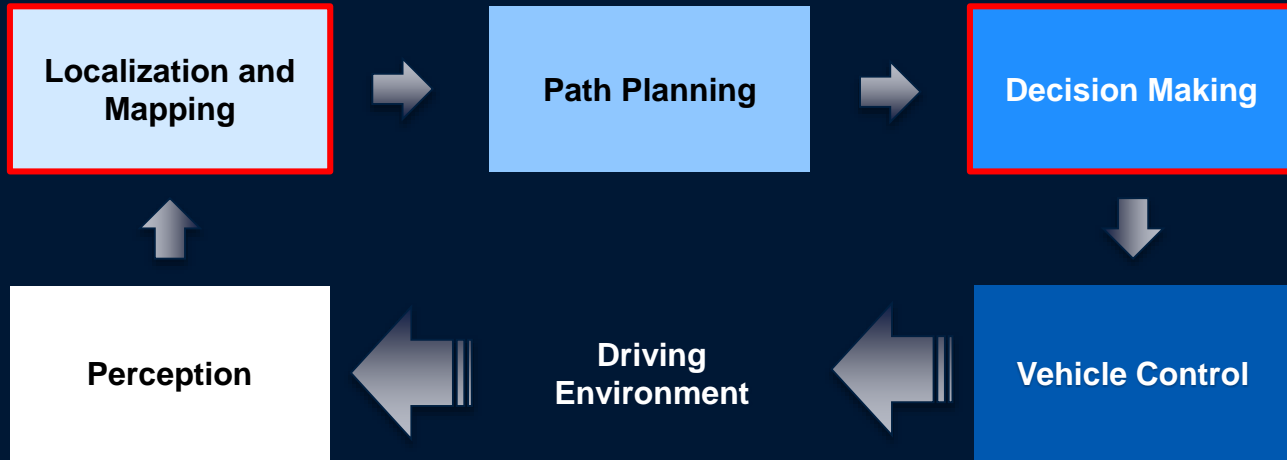 Localization and
Mapping
Path Planning
Decision Making
Perception
Driving
Environment
Vehicle Control